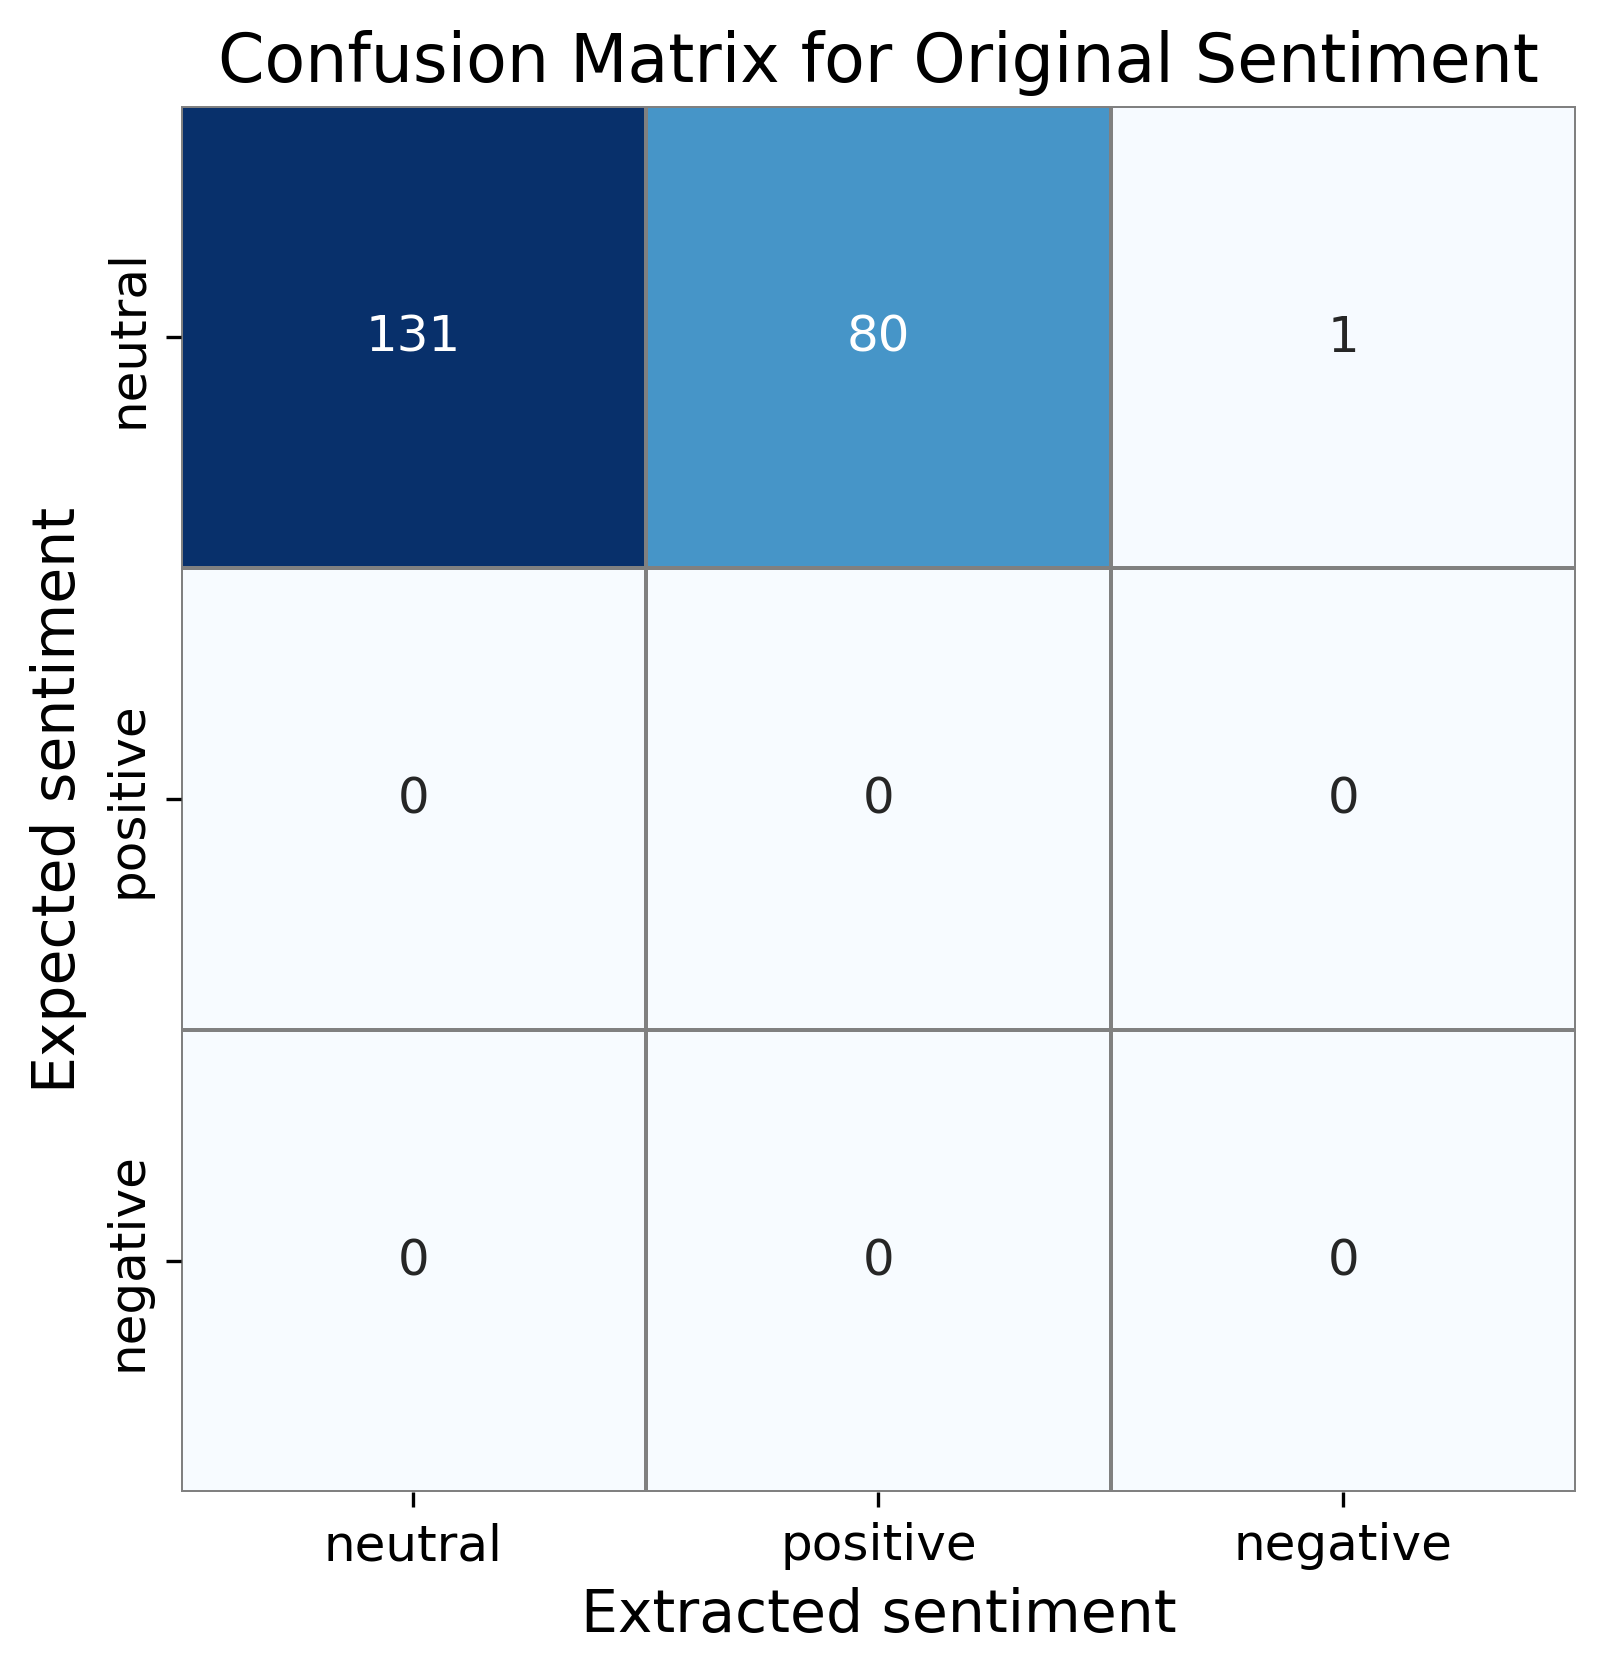 Confusion Matrix for Original Sentiment
Expected sentiment
neutral
131
80
1
positive
0
0
0
negative
0
0
0
neutral
positive
negative
Extracted sentiment